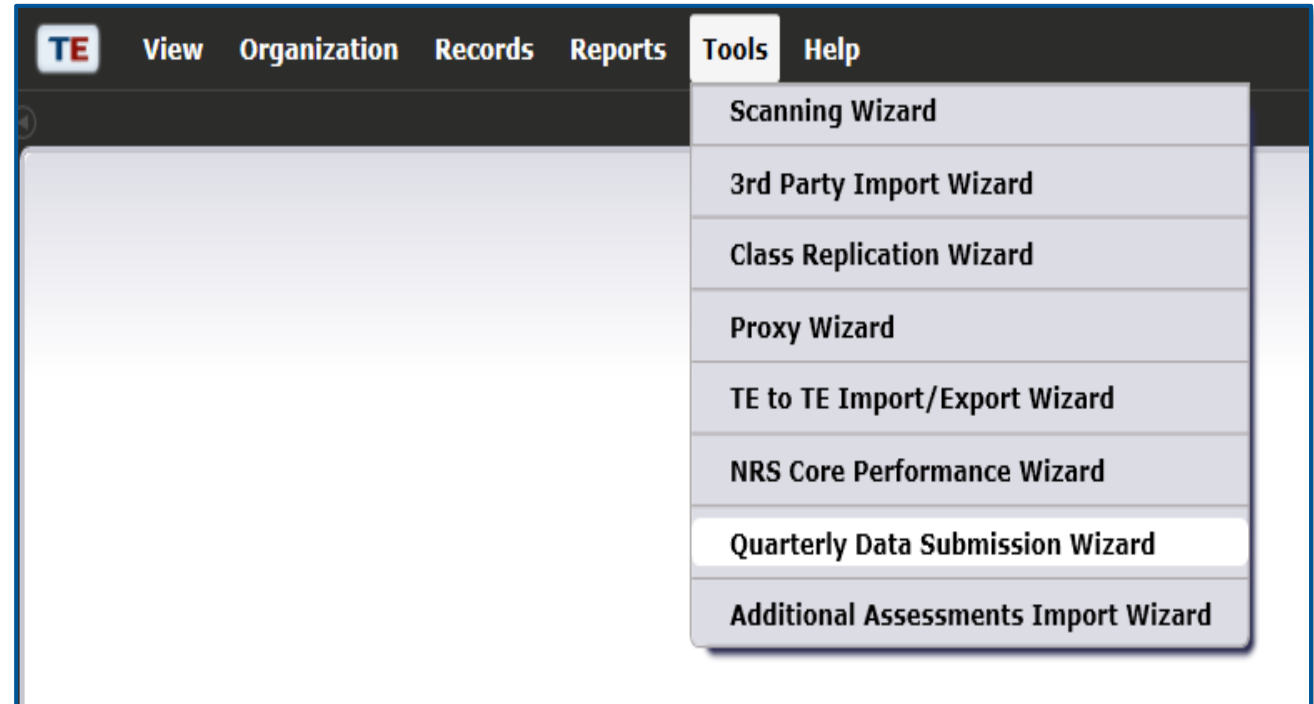 TE View Organization Records Reports Tools Help
Scanning Wizard
3rd Party Import Wizard
Class Replication Wizard
Proxy Wizard
TE to TE Import/Export Wizard
NRS Core Performance Wizard
Quarterly Data Submission Wizard
Additional Assessments Import Wizard